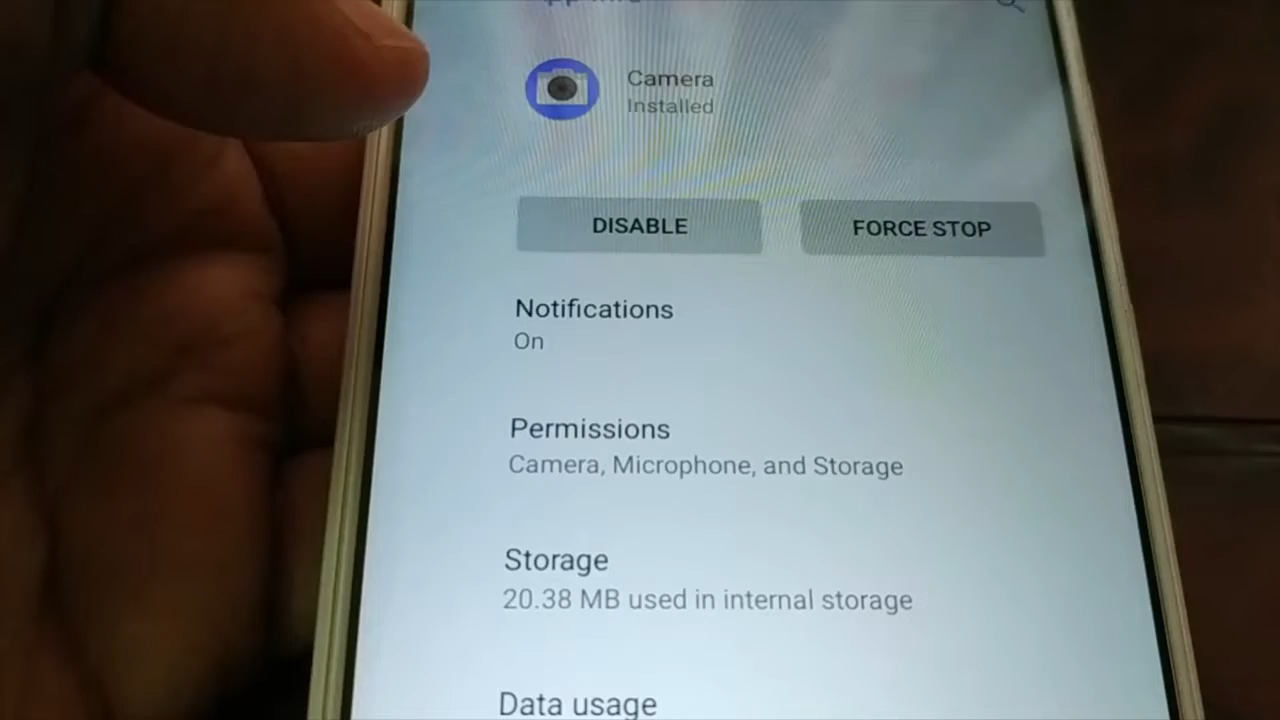 Camera
Installed
DISABLE
FORCE STOP
Notifications
On
Permissions
Camera, Microphone, and Storage
Storage
20.38 MB used in internal storage
Data usage